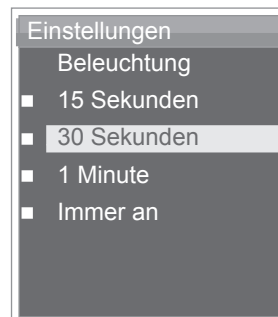 Einstellungen
Beleuchtung
15 Sekunden
30 Sekunden
1 Minute
Immer an